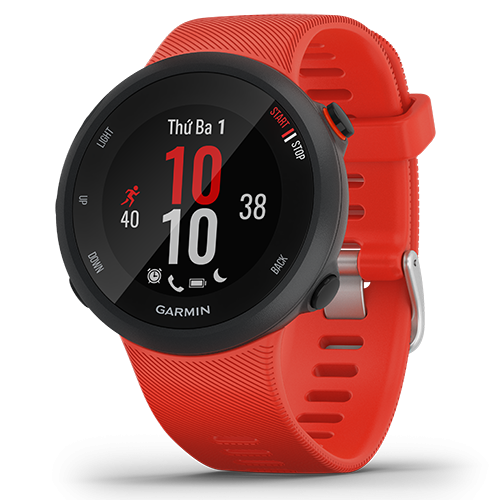 Thứ Ba 1
LIGHT
START
STOP
10
40
38
10
UP
DOWN
BACK
GARMIN